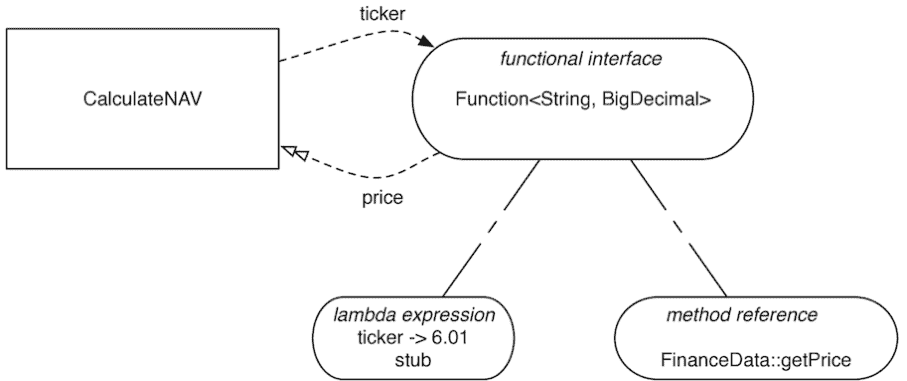 ticker
CalculateNAV
functional interface
Function<String, BigDecimal>
price
lambda expression
ticker -> 6.01
stub
method reference
FinanceData::getPrice